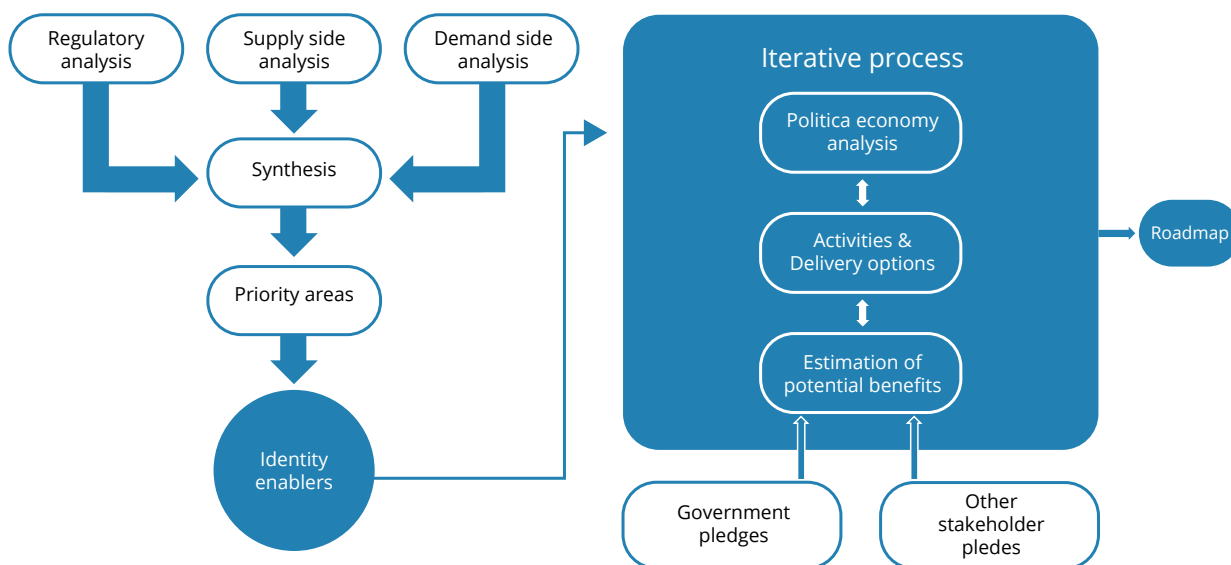 Regulatory
analysis
Supply side
analysis
Demand side
analysis
Synthesis
Priority areas
Identity
enablers
Iterative process
Politica economy
analysis
Activities &
Delivery options
Estimation of
potential benefits
Government
pledges
Other
stakeholder
pledes
Roadmap